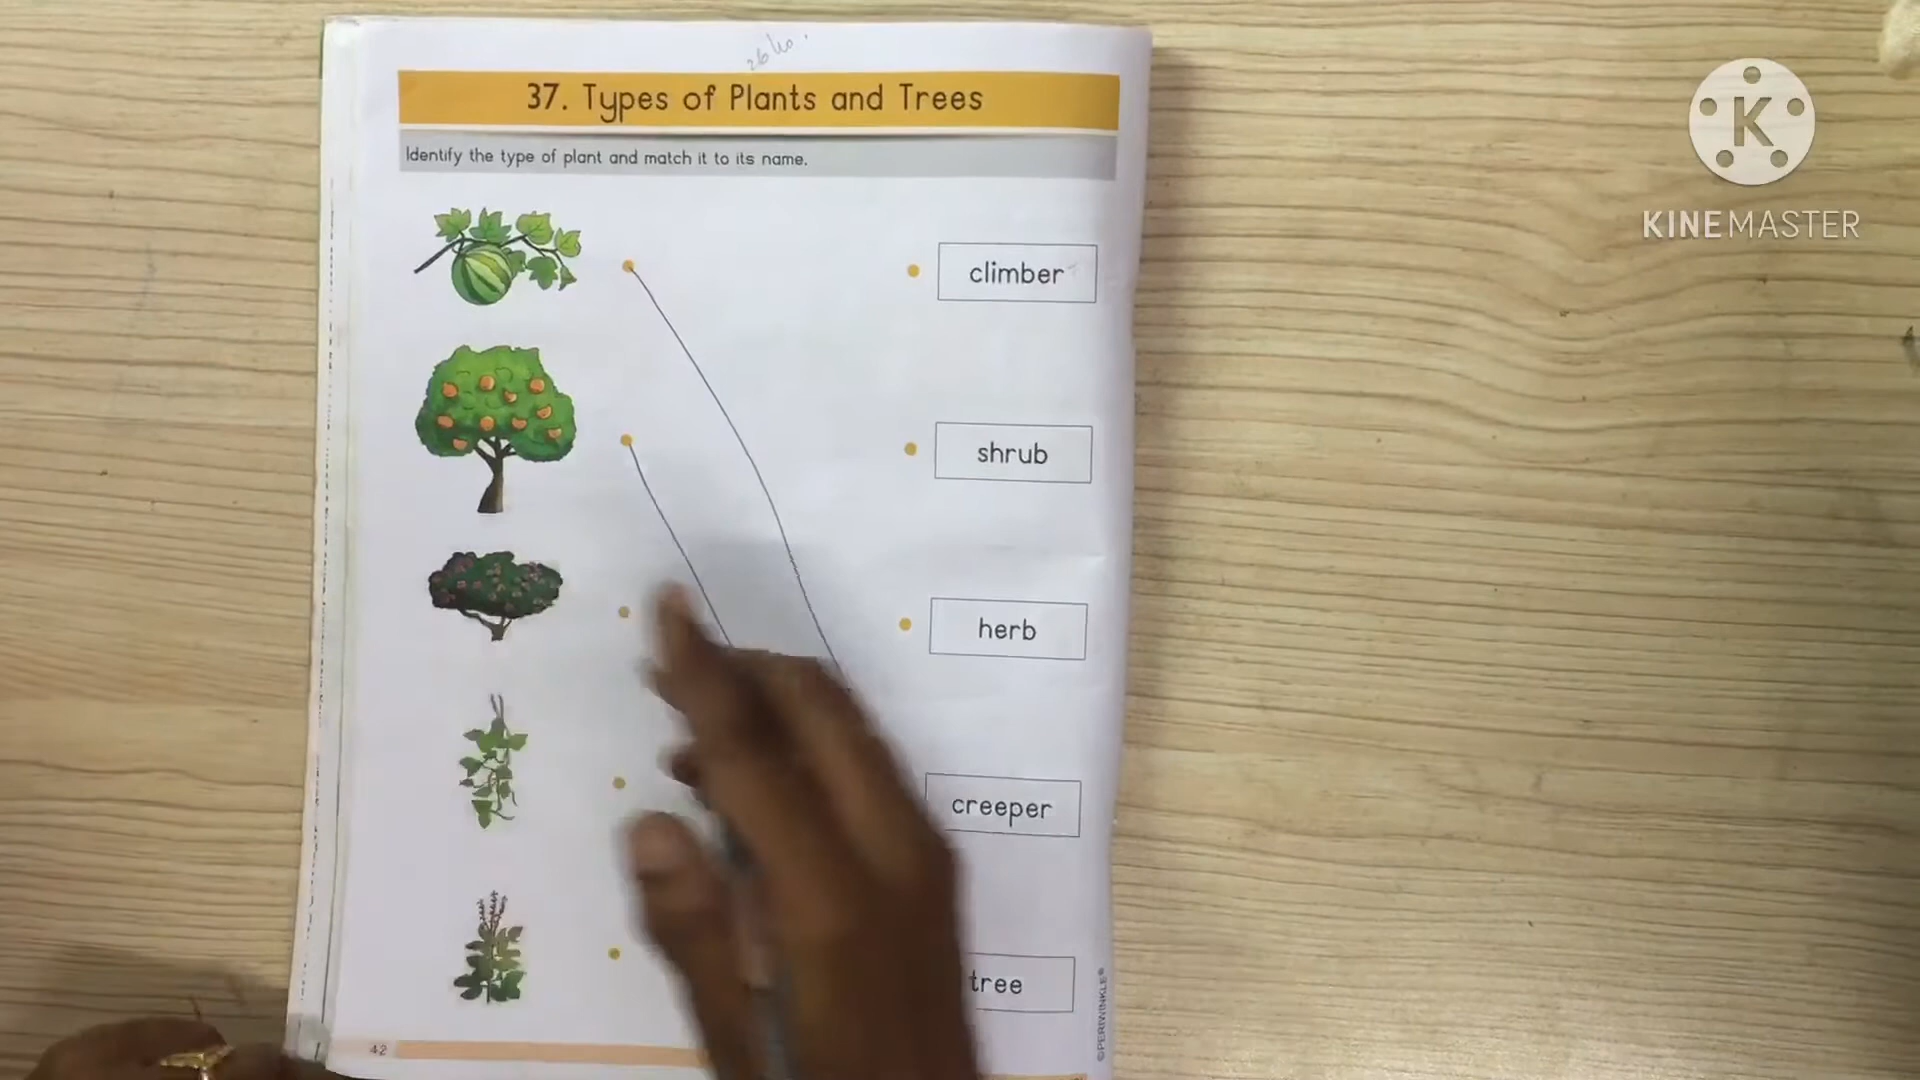 37. Types of Plants and Trees
Identify the type of plant and match it to its name.
climber
shrub
herb
creeper
tree
42
©PERIWINKLE®
K
KINEMASTER